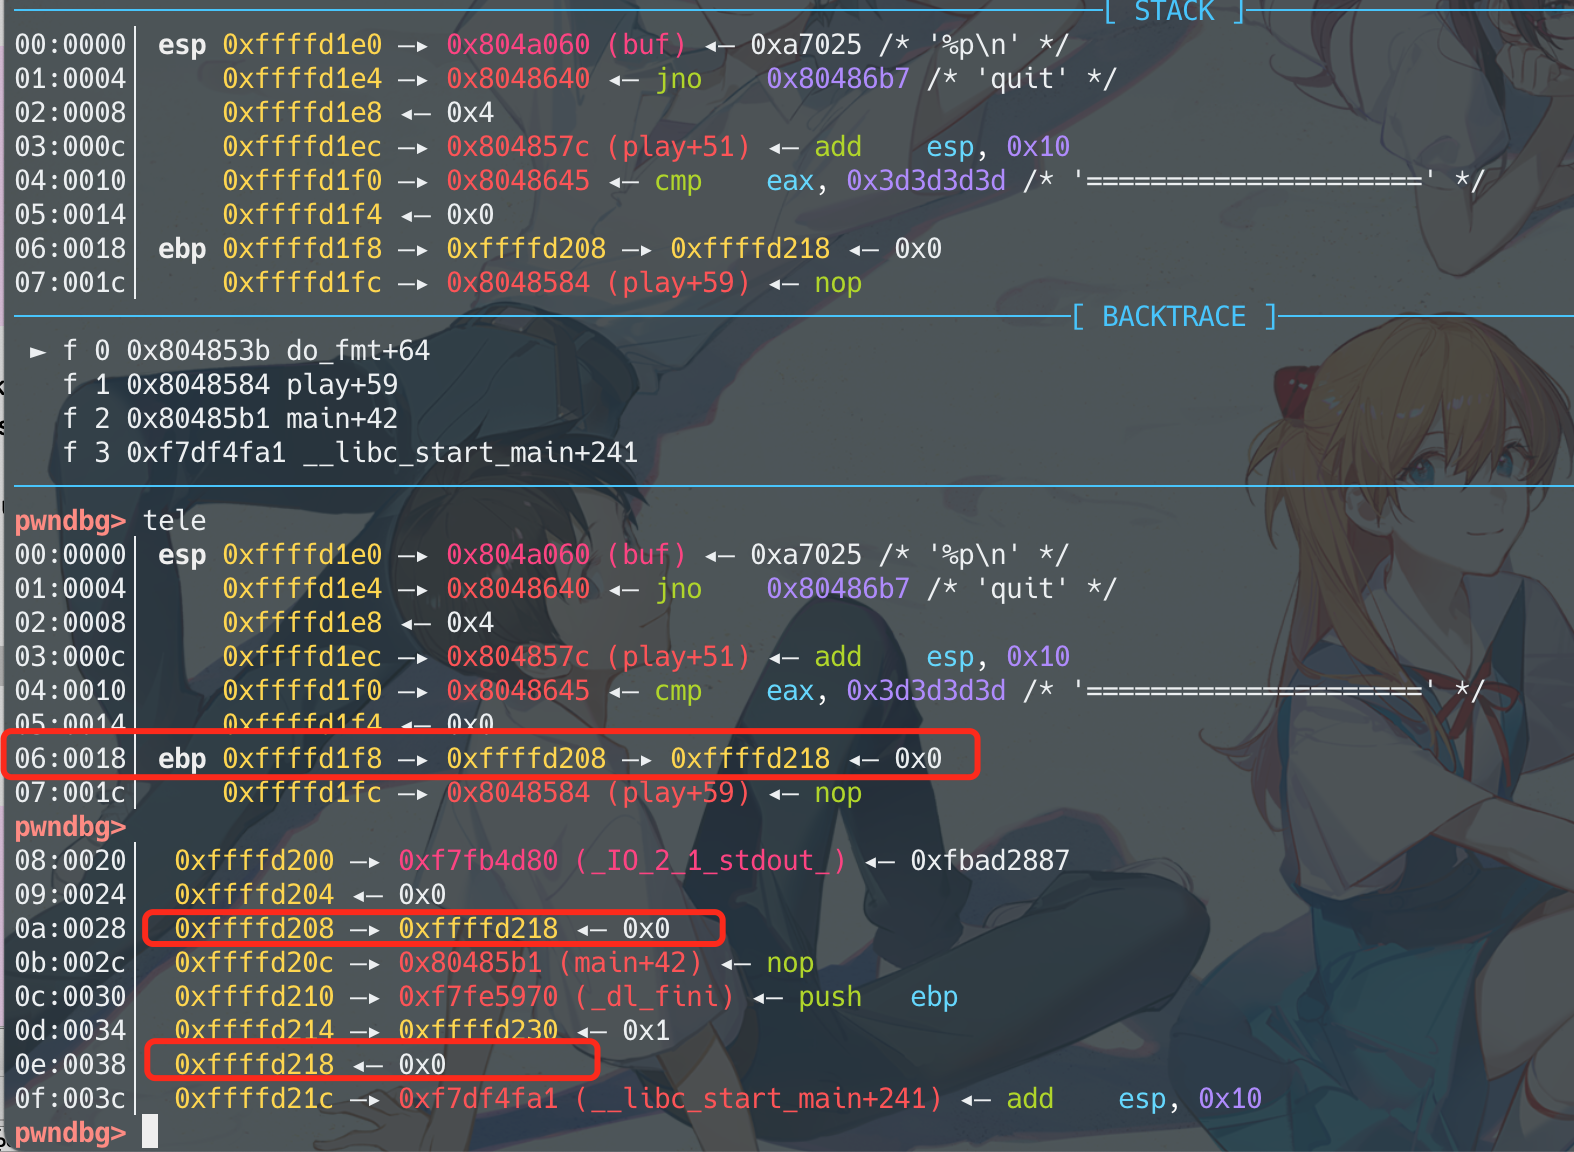 [ STACK ]
00:0000│ esp 0xffffd1e0 —▸ 0x804a060 (buf) ◂— 0xa7025 /* '%p\n' */
01:0004│ 0xffffd1e4 —▸ 0x8048640 ◂— jno 0x80486b7 /* 'quit' */
02:0008│ 0xffffd1e8 ◂— 0x4
03:000c│ 0xffffd1ec —▸ 0x804857c (play+51) ◂— add esp, 0x10
04:0010│ 0xffffd1f0 —▸ 0x8048645 ◂— cmp eax, 0x3d3d3d3d /* '=====================' */
05:0014│ 0xffffd1f4 ◂— 0x0
06:0018│ ebp 0xffffd1f8 —▸ 0xffffd208 —▸ 0xffffd218 ◂— 0x0
07:001c│ 0xffffd1fc —▸ 0x8048584 (play+59) ◂— nop
[ BACKTRACE ]
► f 0 0x804853b do_fmt+64
f 1 0x8048584 play+59
f 2 0x80485b1 main+42
f 3 0xf7df4fa1 __libc_start_main+241
pwndbg> tele
00:0000│ esp 0xffffd1e0 —▸ 0x804a060 (buf) ◂— 0xa7025 /* '%p\n' */
01:0004│ 0xffffd1e4 —▸ 0x8048640 ◂— jno 0x80486b7 /* 'quit' */
02:0008│ 0xffffd1e8 ◂— 0x4
03:000c│ 0xffffd1ec —▸ 0x804857c (play+51) ◂— add esp, 0x10
04:0010│ 0xffffd1f0 —▸ 0x8048645 ◂— cmp eax, 0x3d3d3d3d /* '=====================' */
05:0014│ 0xffffd1f4 ◂— 0x0
06:0018│ ebp 0xffffd1f8 —▸ 0xffffd208 —▸ 0xffffd218 ◂— 0x0
07:001c│ 0xffffd1fc —▸ 0x8048584 (play+59) ◂— nop
pwndbg>
08:0020│ 0xffffd200 —▸ 0xf7fb4d80 (_IO_2_1_stdout_) ◂— 0xfbad2887
09:0024│ 0xffffd204 ◂— 0x0
0a:0028│ 0xffffd208 —▸ 0xffffd218 ◂— 0x0
0b:002c│ 0xffffd20c —▸ 0x80485b1 (main+42) ◂— nop
0c:0030│ 0xffffd210 —▸ 0xf7fe5970 (_dl_fini) ◂— push ebp
0d:0034│ 0xffffd214 —▸ 0xffffd230 ◂— 0x1
0e:0038│ 0xffffd218 ◂— 0x0
0f:003c│ 0xffffd21c —▸ 0xf7df4fa1 (__libc_start_main+241) ◂— add esp, 0x10
pwndbg>